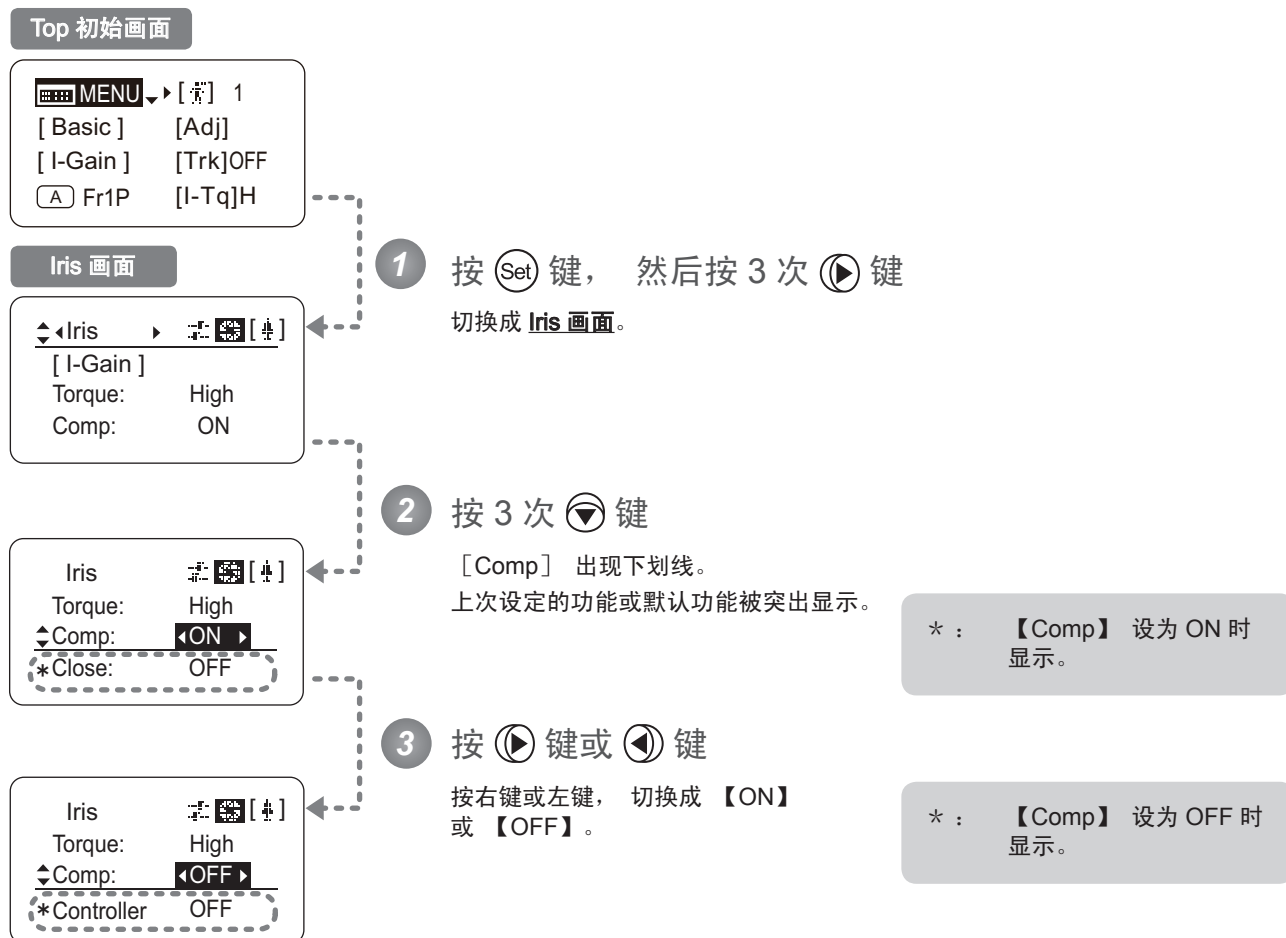 Top 初始画面
MENU [ ] 1
[ Basic ] [Adj]
[ I-Gain ] [Trk]OFF
A Fr1P [I-Tq]H
1 按 Set 键， 然后按 3 次 键
切换成 Iris 画面。
Iris 画面
Iris [ ]
[ I-Gain ]
Torque: High
Comp: ON
2 按 3 次 键
［Comp］ 出现下划线。
上次设定的功能或默认功能被突出显示。
Iris [ ]
Torque: High
Comp: ON
*Close: OFF
＊ ： 【Comp】 设为 ON 时
显示。
3 按 键或 键
按右键或左键， 切换成 【ON】
或 【OFF】。
Iris [ ]
Torque: High
Comp: OFF
*Controller OFF
＊ ： 【Comp】 设为 OFF 时
显示。